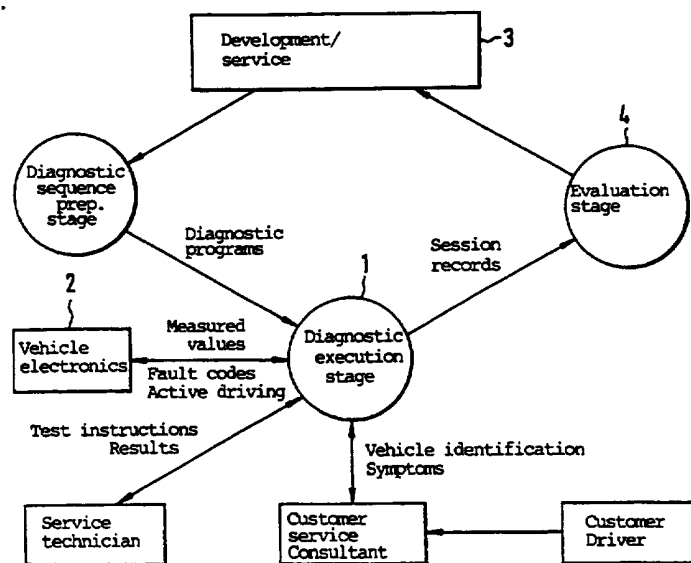 Development/
service
3
4
Diagnostic
sequence
prep.
stage
Evaluation
stage
Diagnostic
programs
Session
records
1
2
Vehicle
electronics
Measured
values
Fault codes
Active driving
Diagnostic
execution
stage
Test instructions
Results
Vehicle identification
Symptoms
Service
technician
Customer
service
Consultant
Customer
Driver